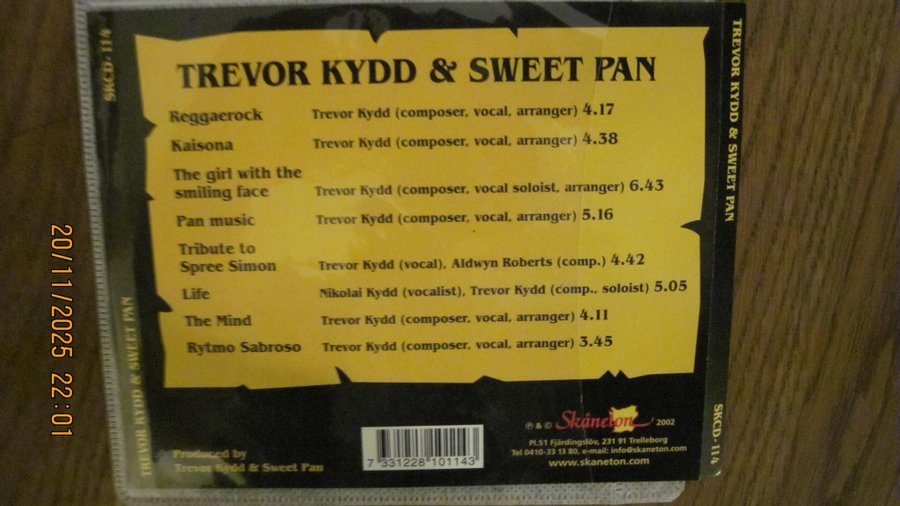 TREVOR KYDD & SWEET PAN
Reggaerock Trevor Kydd (composer, vocal, arranger) 4.17
Kaisona Trevor Kydd (composer, vocal, arranger) 4.38
The girl with the
smiling face Trevor Kydd (composer, vocal soloist, arranger) 6.43
Pan music Trevor Kydd (composer, vocal, arranger) 5.16
Tribute to
Spree Simon Trevor Kydd (vocal), Aldwyn Roberts (comp.) 4.42
Life Nikolai Kydd (vocalist), Trevor Kydd (comp., soloist) 5.05
The Mind Trevor Kydd (composer, vocal, arranger) 4.11
Rytmo Sabroso Trevor Kydd (composer, vocal, arranger) 3.45
Produced by
Trevor Kydd & Sweet Pan
7 331228 101143
℗ & © Skåneton 2002
Pl.51 Fjärdingslöv, 231 91 Trelleborg
Tel 0410-33 13 80, e-mail: info@skaneton.com
www.skaneton.com
SKCD-114
TREVOR KYDD & SWEET PAN
TREVOR KYDD & SWEET PAN
SKCD-114
20/11/2025 22:01